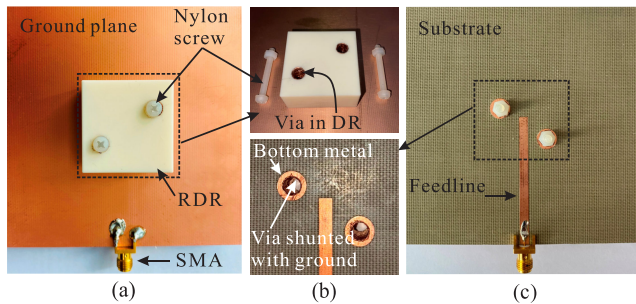 Ground plane
Nylon
screw
RDR
SMA
(a)
Via in DR
Bottom metal
Via shunted
with ground
(b)
Substrate
Feedline
(c)